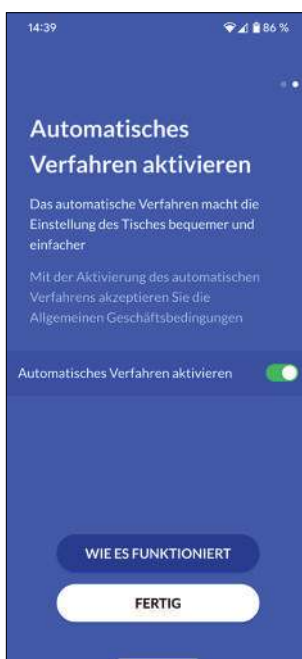 14:39
86 %
Automatisches
Verfahren aktivieren
Das automatische Verfahren macht die
Einstellung des Tisches bequemer und
einfacher
Mit der Aktivierung des automatischen
Verfahrens akzeptieren Sie die
Allgemeinen Geschäftsbedingungen
Automatisches Verfahren aktivieren
WIE ES FUNKTIONIERT
FERTIG